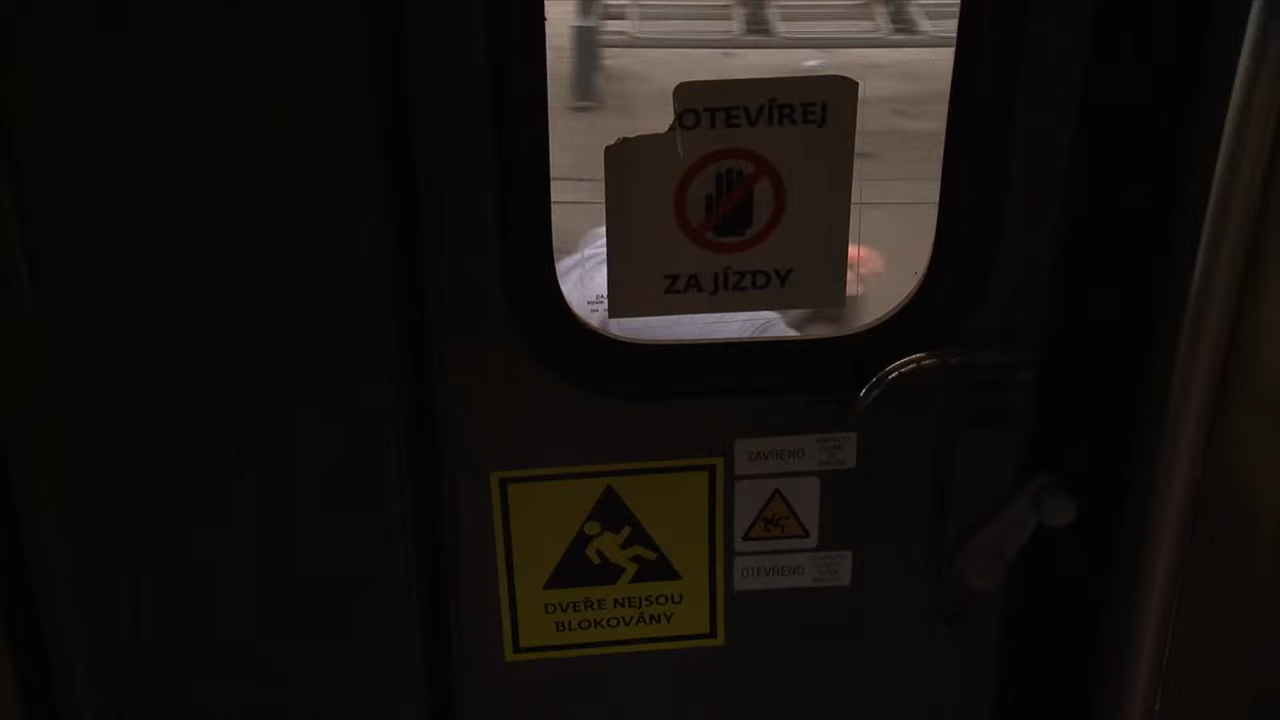 OTEVÍREJ
ZA JÍZDY
ZAVŘENO
OTEVŘENO
DVEŘE NEJSOU
BLOKOVÁNY